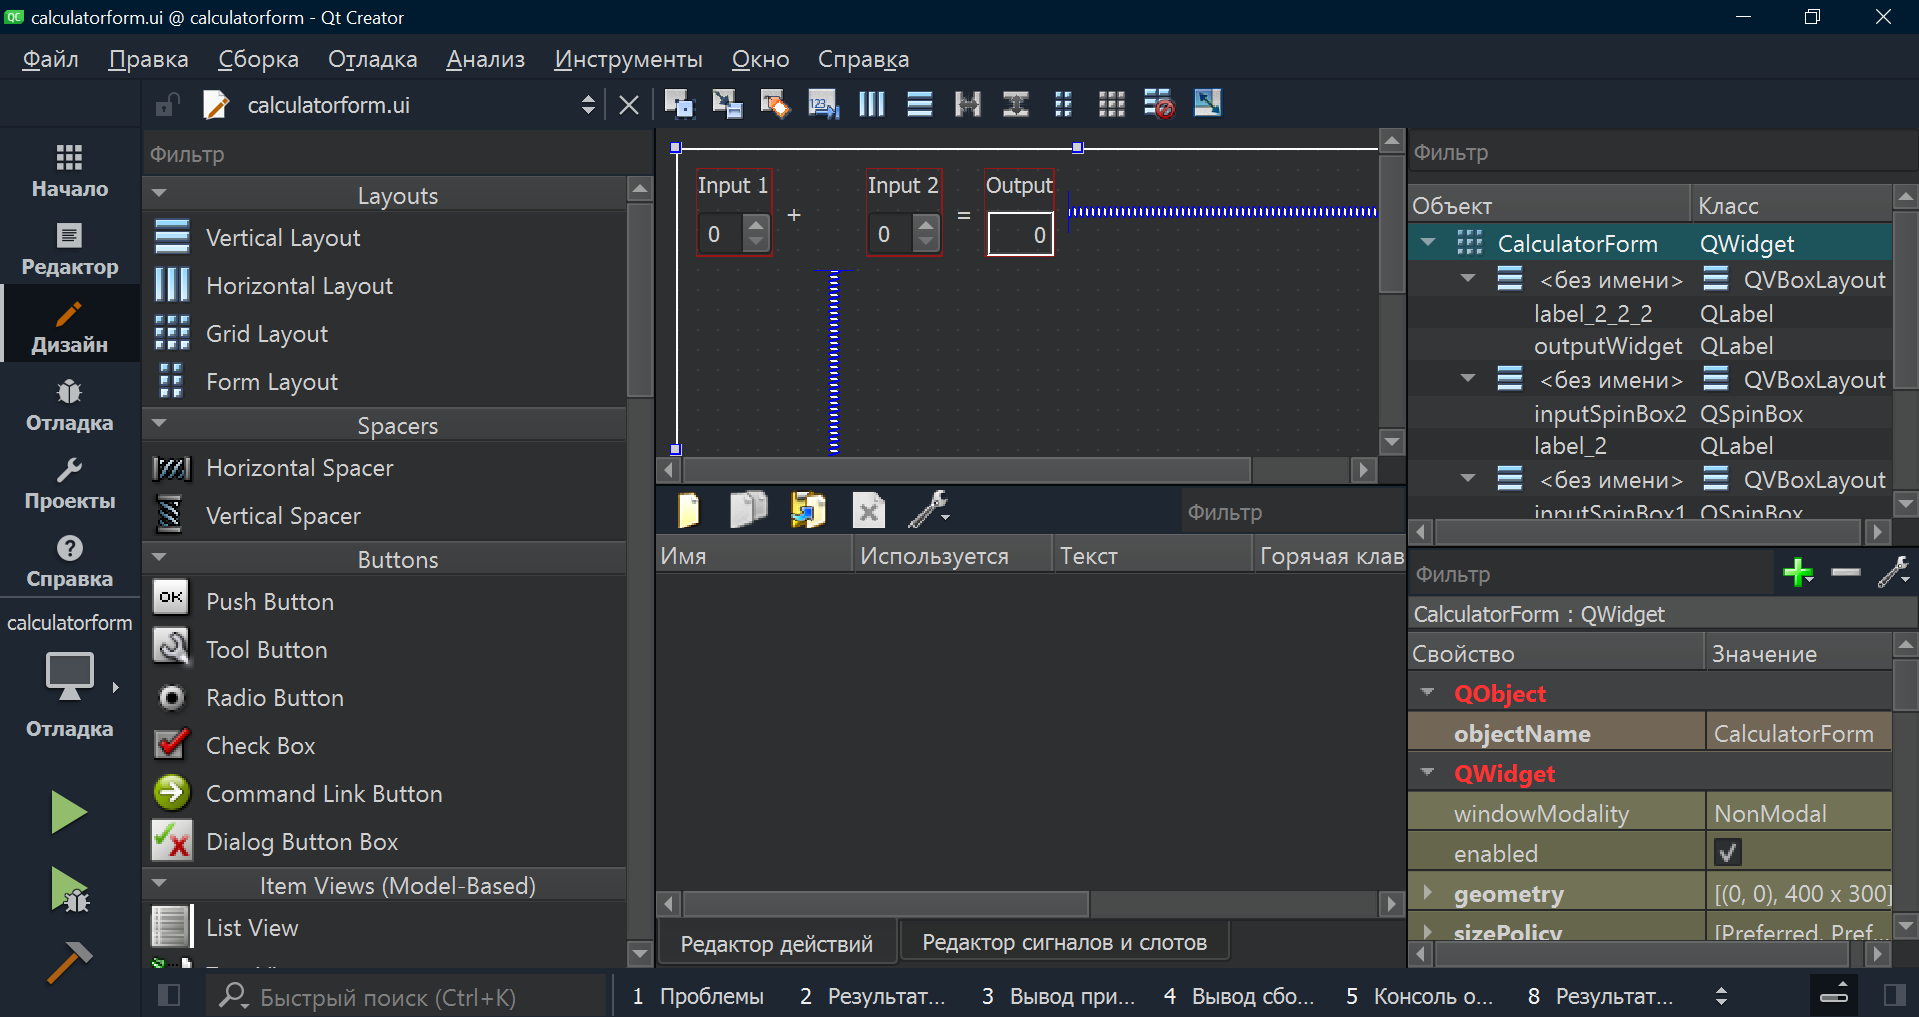 calculatorform.ui @ calculatorform - Qt Creator
Файл Правка Сборка Отладка Анализ Инструменты Окно Справка
calculatorform.ui
Начало
Редактор
Дизайн
Отладка
Проекты
Справка
calculatorform
Отладка
Фильтр
Layouts
Vertical Layout
Horizontal Layout
Grid Layout
Form Layout
Spacers
Horizontal Spacer
Vertical Spacer
Buttons
OK Push Button
Tool Button
Radio Button
Check Box
Command Link Button
Dialog Button Box
Item Views (Model-Based)
List View
Input 1 Input 2 Output
0 + 0 = 0
Фильтр
Имя Используется Текст Горячая клав
Редактор действий Редактор сигналов и слотов
Фильтр
Объект Класс
CalculatorForm QWidget
<без имени> QVBoxLayout
label_2_2_2 QLabel
outputWidget QLabel
<без имени> QVBoxLayout
inputSpinBox2 QSpinBox
label_2 QLabel
<без имени> QVBoxLayout
inputSpinBox1 QSpinBox
Фильтр
CalculatorForm : QWidget
Свойство Значение
QObject
objectName CalculatorForm
QWidget
windowModality NonModal
enabled
geometry [(0, 0), 400 x 300]
sizePolicy [Preferred, Pref...
Быстрый поиск (Ctrl+K) 1 Проблемы 2 Результат... 3 Вывод при... 4 Вывод сбо... 5 Консоль о... 8 Результат...